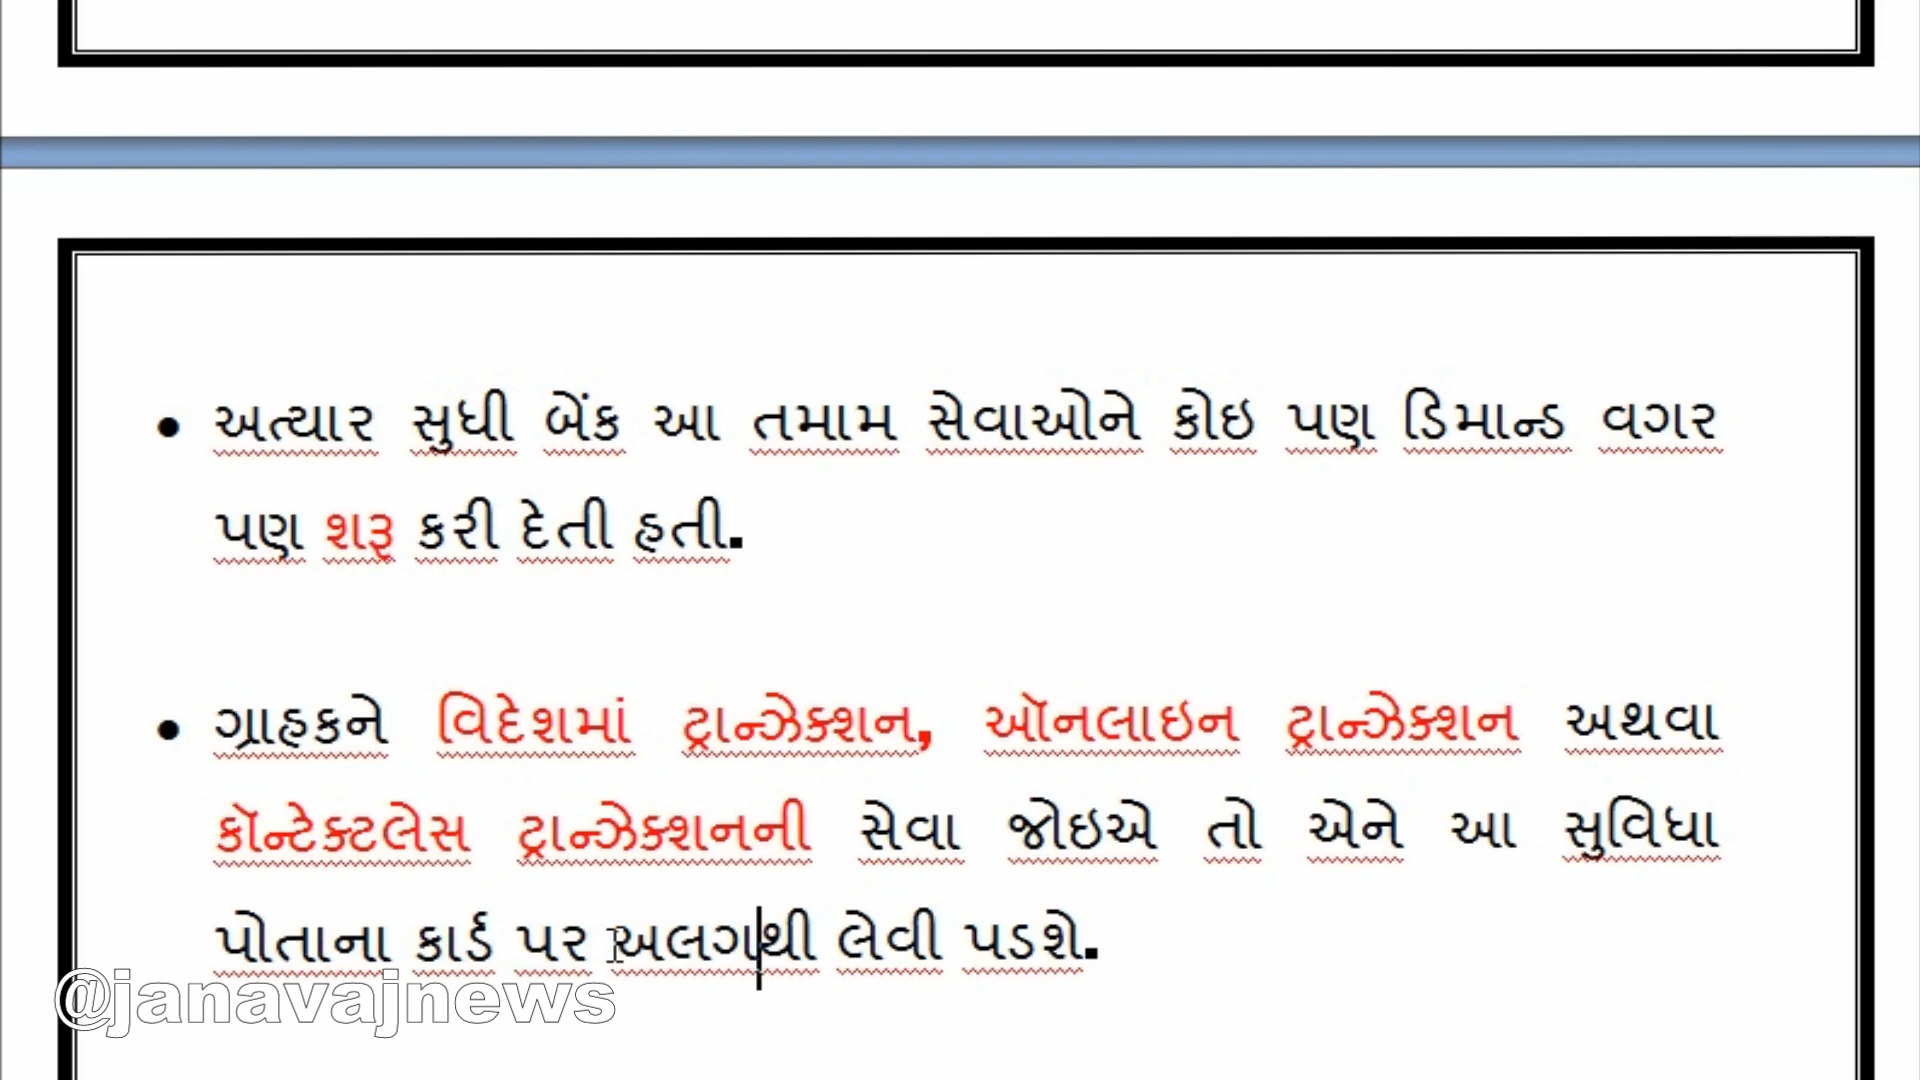 અત્યાર સુધી બેંક આ તમામ સેવાઓને કોઇ પણ ડિમાન્ડ વગર
પણ શરૂ કરી દેતી હતી.
ગ્રાહકને વિદેશમાં ટ્રાન્ઝેક્શન, ઑનલાઇન ટ્રાન્ઝેક્શન અથવા
કૉન્ટેક્ટલેસ ટ્રાન્ઝેક્શનની સેવા જોઇએ તો એને આ સુવિધા
પોતાના કાર્ડ પર અલગથી લેવી પડશે.
@janavajnews